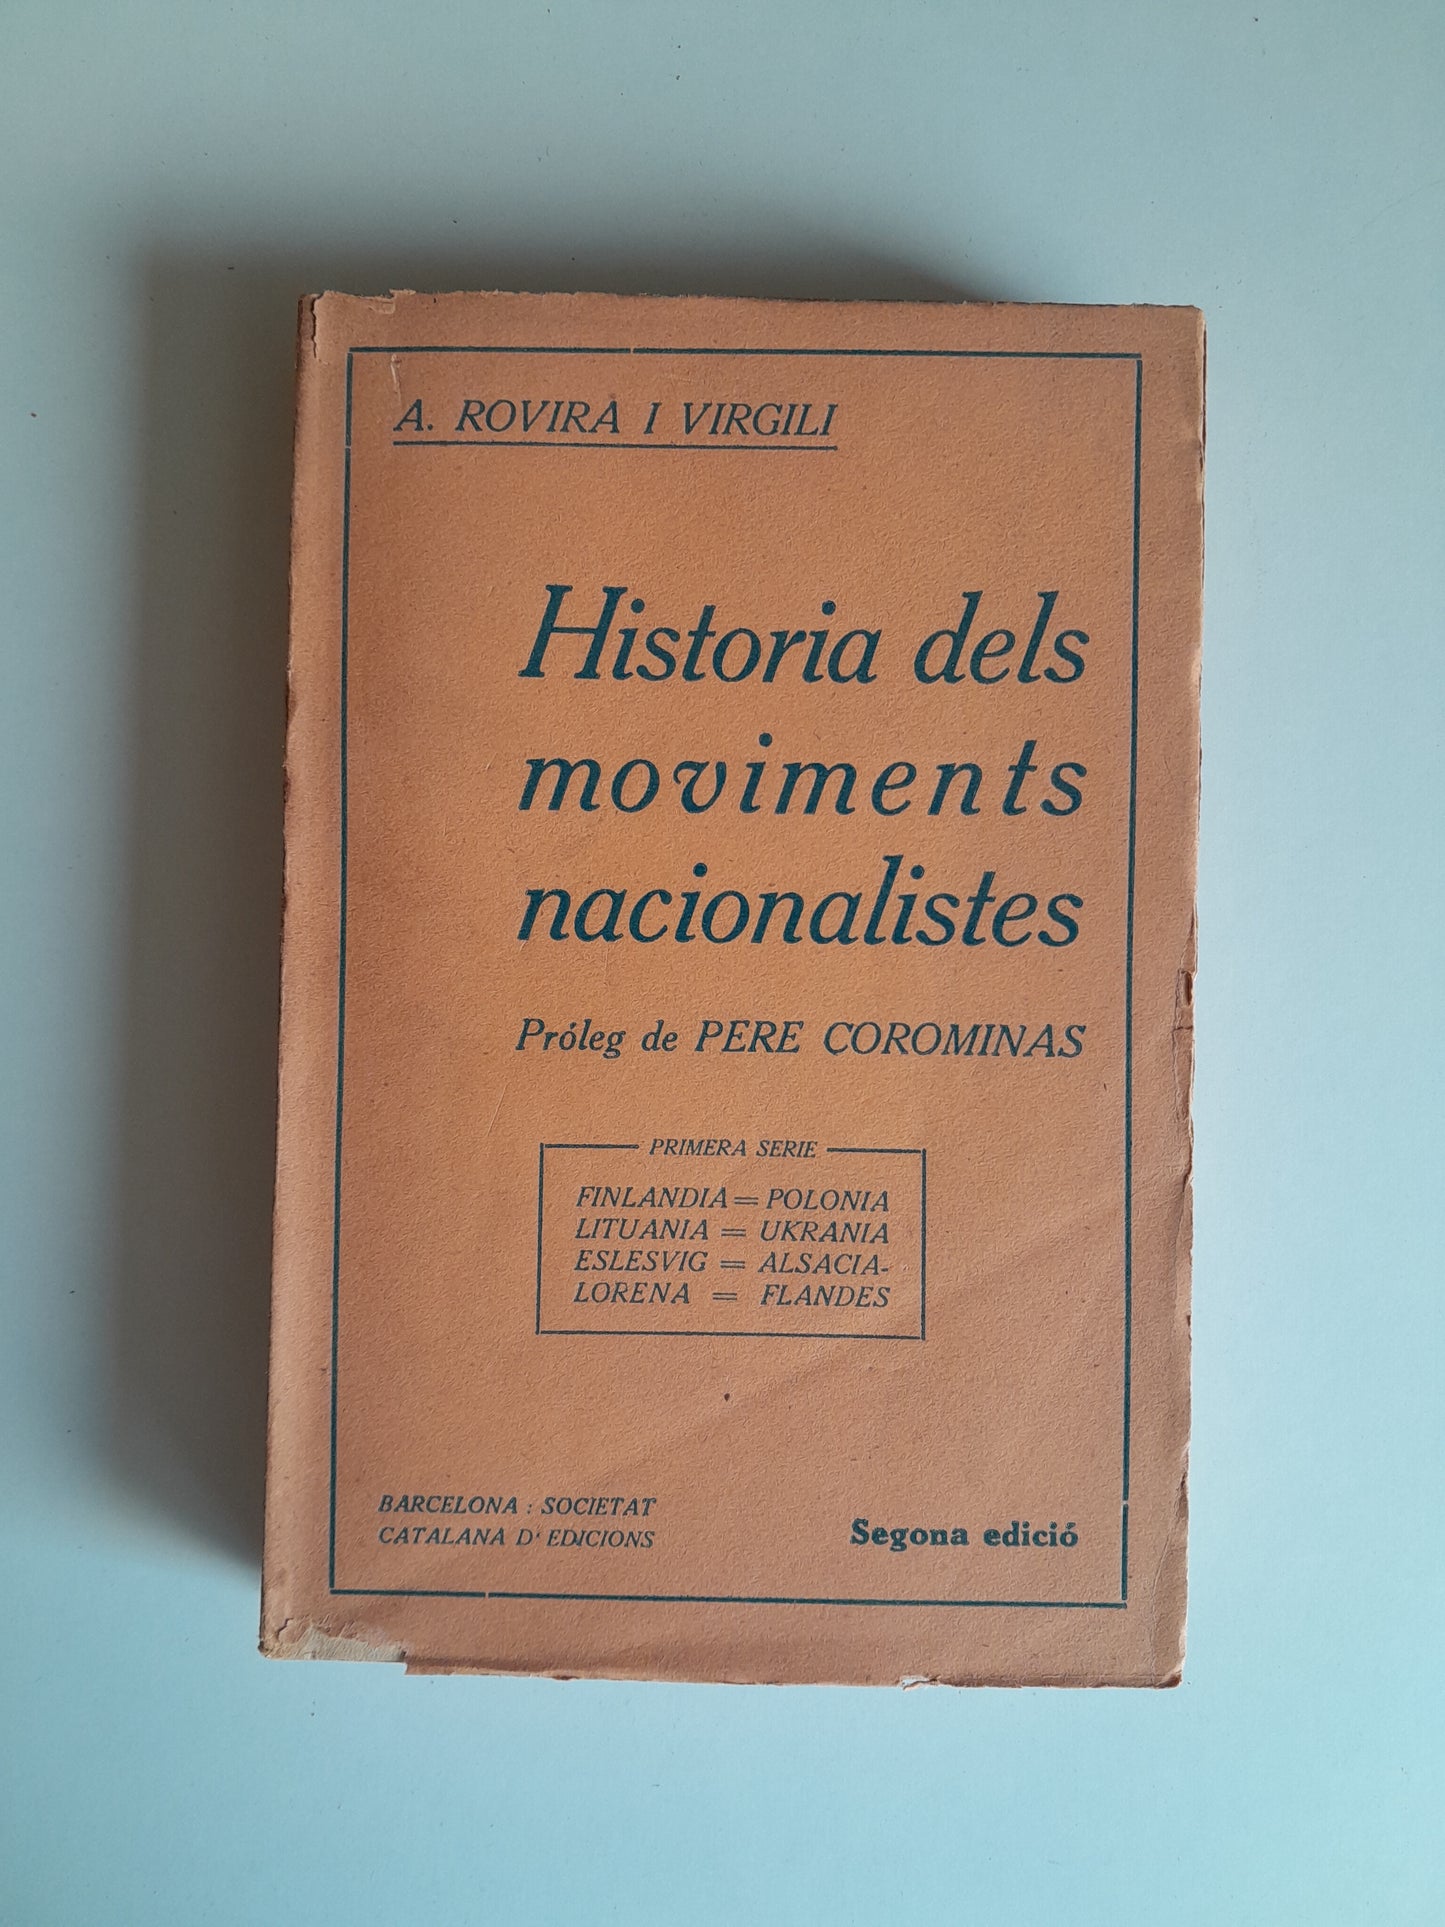 A. ROVIRA I VIRGILI
Historia dels
moviments
nacionalistes
Próleg de PERE COROMINAS
PRIMERA SERIE
FINLANDIA = POLONIA
LITUANIA = UKRANIA
ESLESVIG = ALSACIA-
LORENA = FLANDES
BARCELONA : SOCIETAT
CATALANA D' EDICIONS
Segona edició